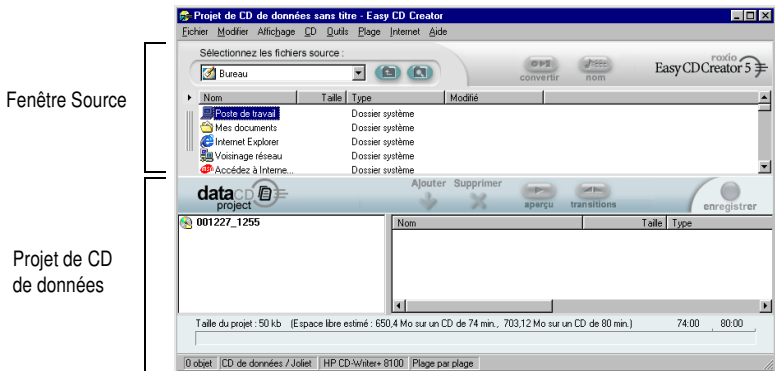 Projet de CD de données sans titre - Easy CD Creator
Fichier Modifier Affichage CD Outils Plage Internet Aide
Sélectionnez les fichiers source :
Bureau
convertir
nom
roxio
Easy CD Creator 5
Fenêtre Source
Nom Taille Type Modifié
Poste de travail Dossier système
Mes documents Dossier système
Internet Explorer Dossier système
Voisinage réseau Dossier système
Accédez à Interne... Dossier système
datacd
project
Ajouter Supprimer
aperçu
transitions
enregistrer
Projet de CD
de données
001227_1255
Nom Taille Type
Taille du projet : 50 kb (Espace libre estimé : 650,4 Mo sur un CD de 74 min., 703,12 Mo sur un CD de 80 min.) 74:00 80:00
0 objet CD de données / Joliet HP CD-Writer+ 8100 Plage par plage